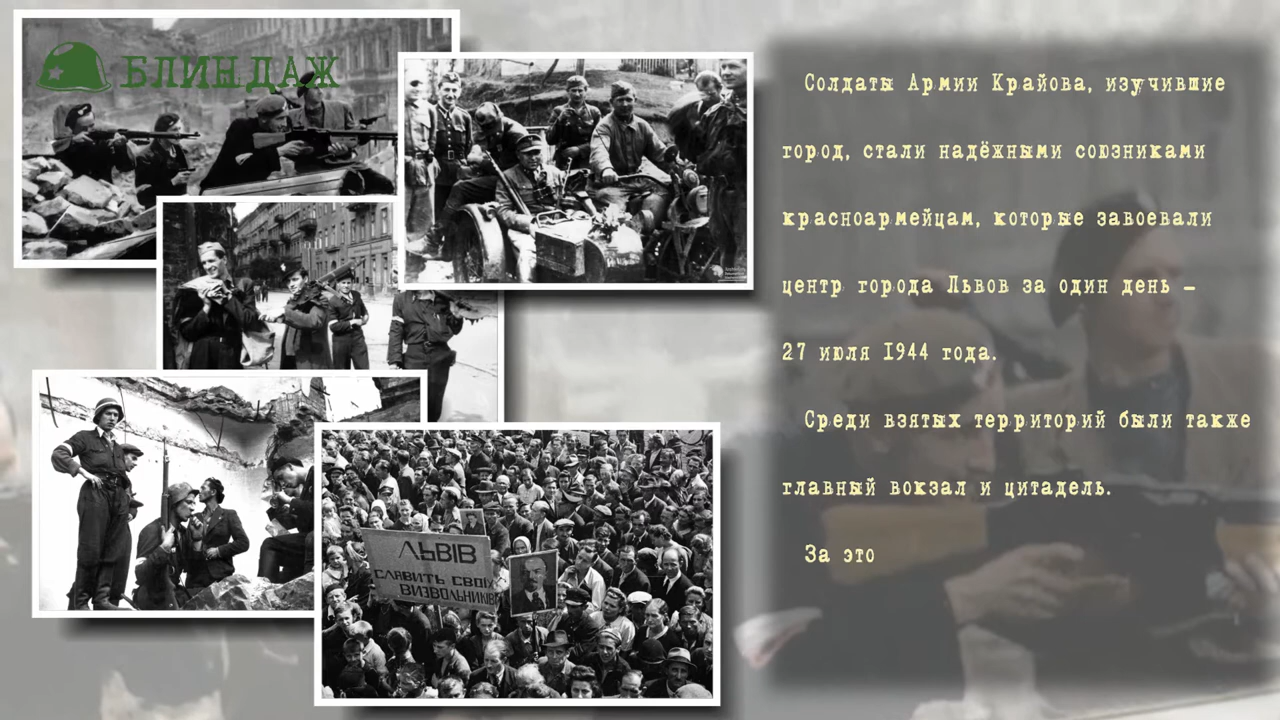 БЛИНДАЖ
Солдаты Армии Крайова, изучившие
город, стали надёжными союзниками
красноармейцам, которые завоевали
центр города Львов за один день –
27 июля 1944 года.
Среди взятых территорий были также
главный вокзал и цитадель.
За это
ЛЬВІВ
СЛАВИТЬ СВОЇХ
ВИЗВОЛЬНИКІВ